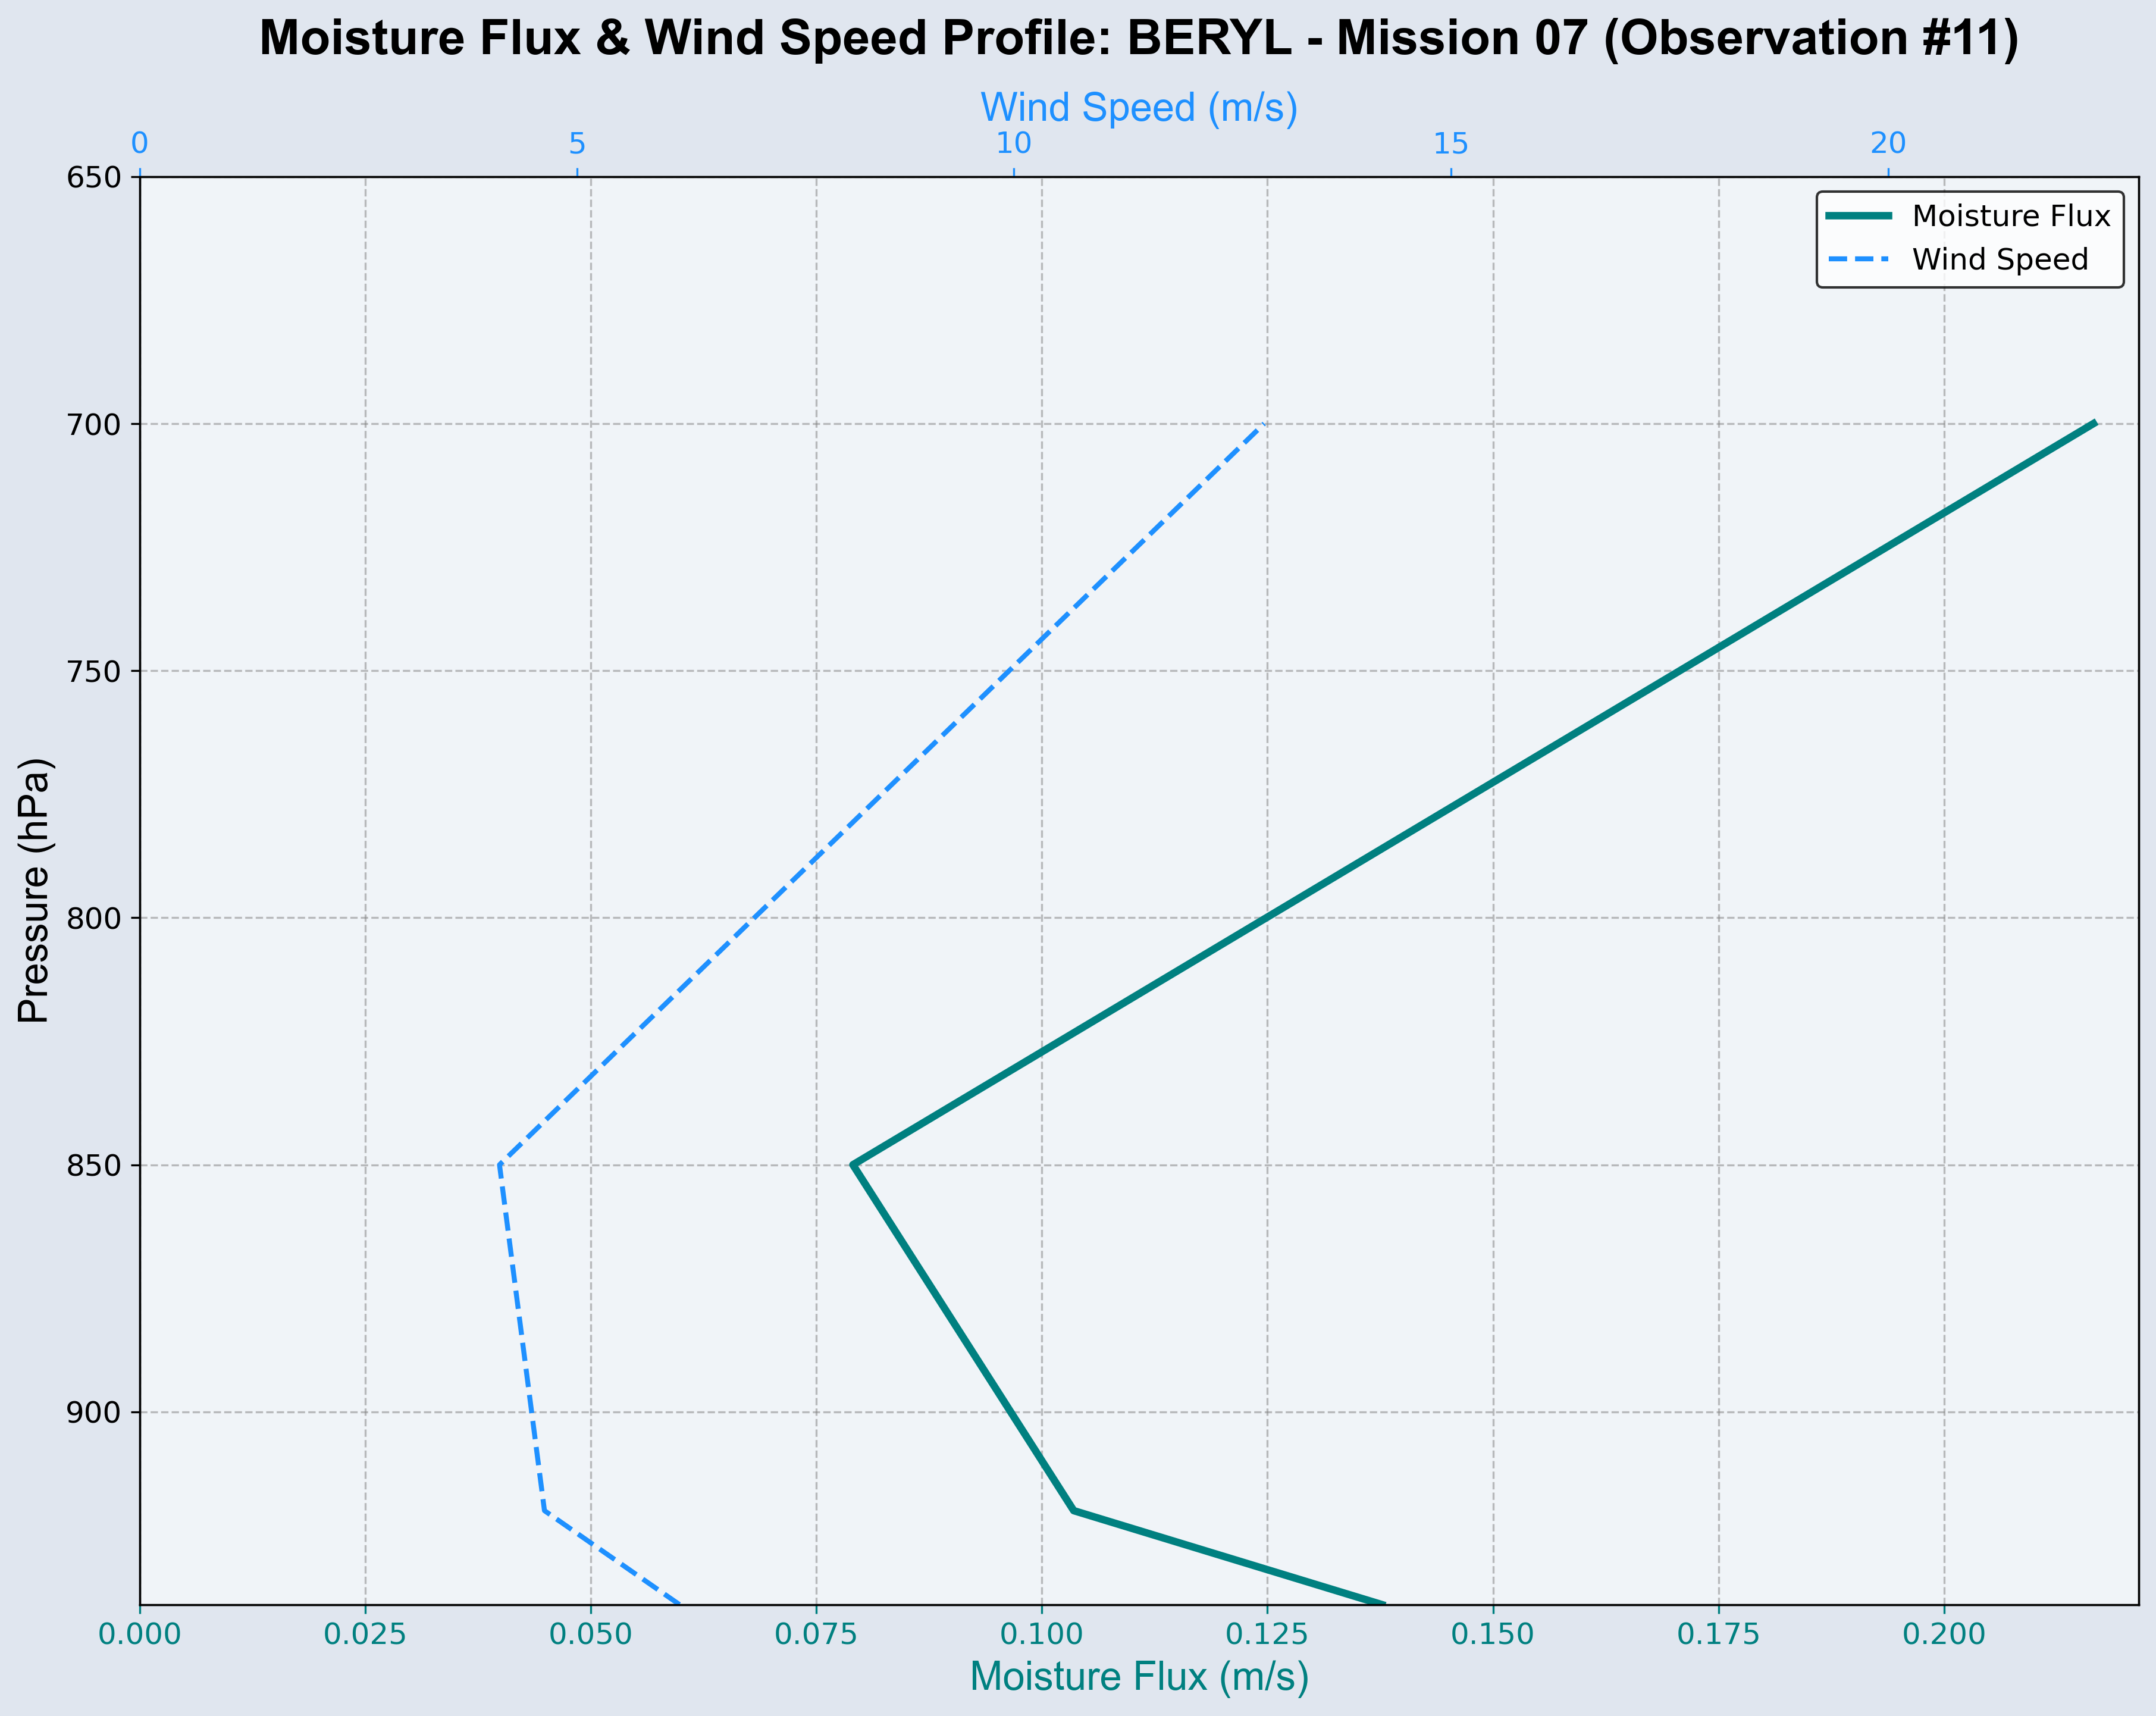 Moisture Flux & Wind Speed Profile: BERYL - Mission 07 (Observation #11)
Wind Speed (m/s)
0 5 10 15 20
Moisture Flux
Wind Speed
650
700
750
800
850
900
Pressure (hPa)
0.000 0.025 0.050 0.075 0.100 0.125 0.150 0.175 0.200
Moisture Flux (m/s)